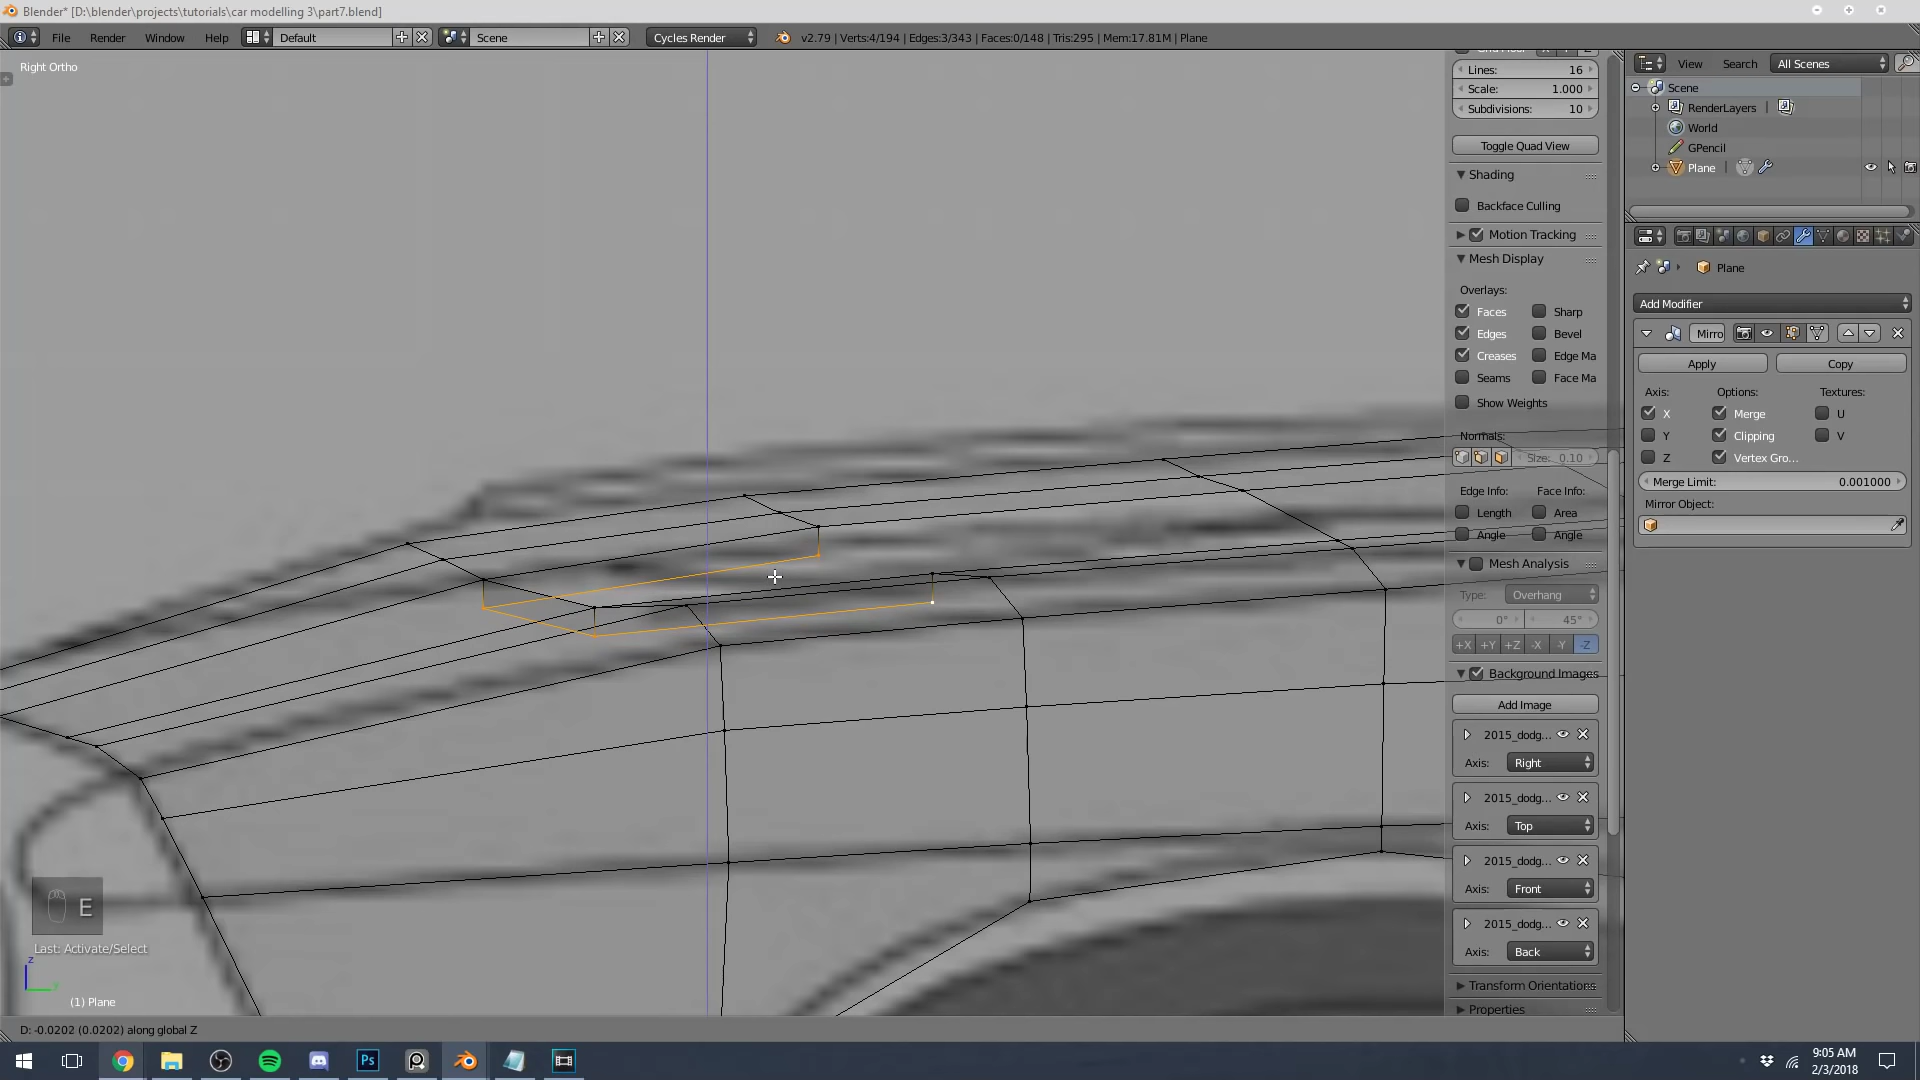 Blender* [D:\blender\projects\tutorials\car modelling 3\part7.blend]
File Render Window Help Default Scene Cycles Render v2.79 | Verts:4/194 | Edges:3/343 | Faces:0/148 | Tris:295 | Mem:17.81M | Plane
Right Ortho
Lines: 16
Scale: 1.000
Subdivisions: 10
Toggle Quad View
Shading
Backface Culling
Motion Tracking
Mesh Display
Overlays:
Faces Sharp
Edges Bevel
Creases Edge Ma
Seams Face Ma
Show Weights
Normals:
Size: 0.10
Edge Info: Face Info:
Length Area
Angle Angle
Mesh Analysis
Type: Overhang
0° 45°
+X +Y +Z -X -Y -Z
Background Images
Add Image
2015_dodg...
Axis: Right
2015_dodg...
Axis: Top
2015_dodg...
Axis: Front
2015_dodg...
Axis: Back
Transform Orientations
Properties
View Search All Scenes
Scene
RenderLayers
World
GPencil
Plane
Plane
Add Modifier
Mirro
Apply Copy
Axis: Options: Textures:
X Merge U
Y Clipping V
Z Vertex Gro...
Merge Limit: 0.001000
Mirror Object:
E
Last: Activate/Select
z
(1) Plane
D: -0.0202 (0.0202) along global Z
Ps
9:05 AM
2/3/2018